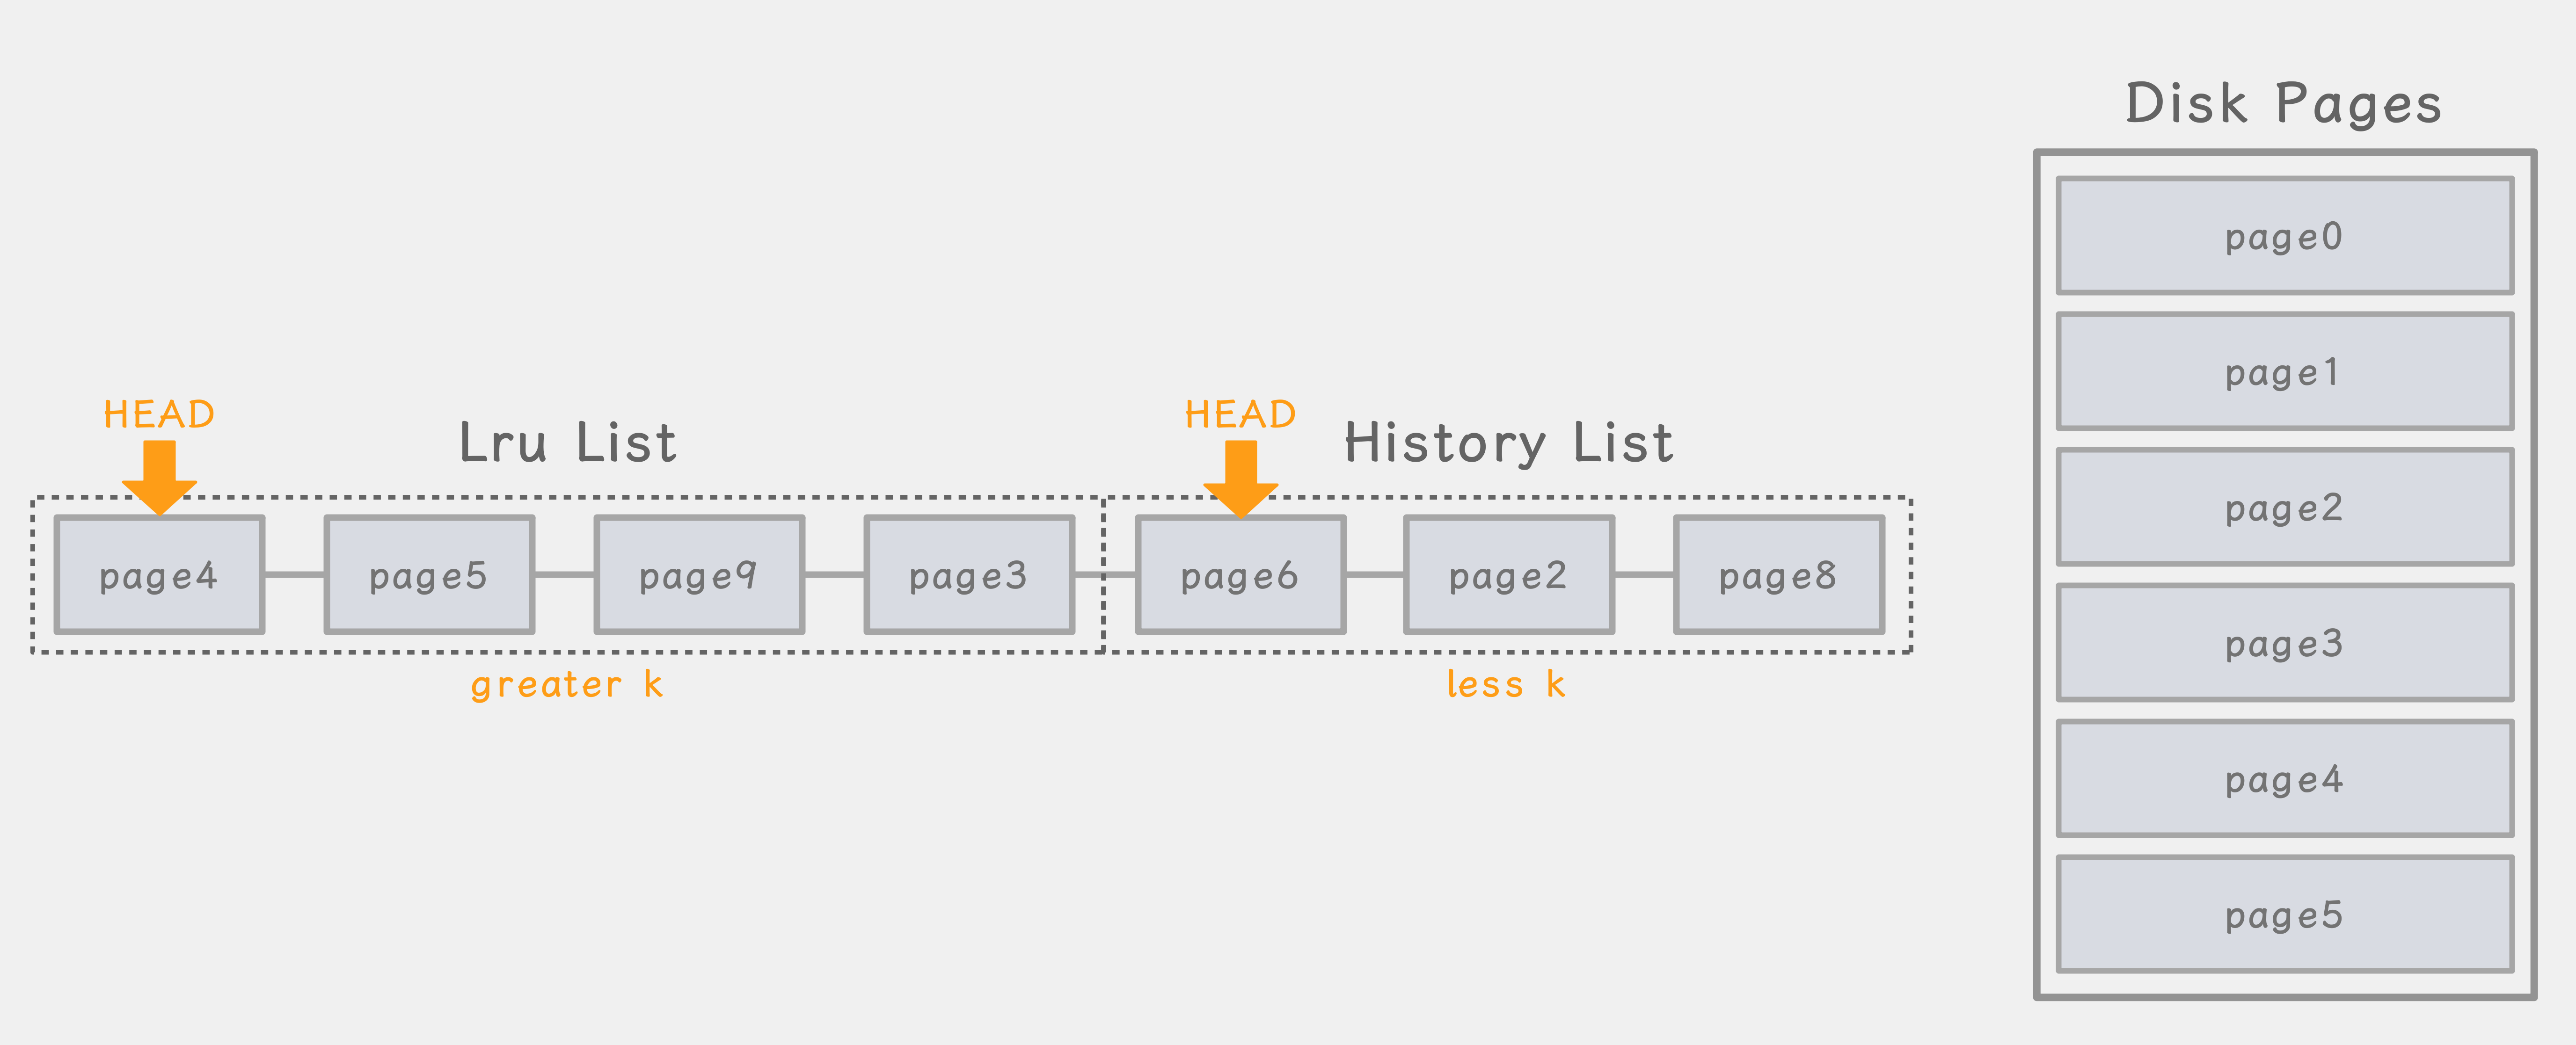 Disk Pages
page0
page1
page2
page3
page4
page5
HEAD
Lru List
page4
page5
page9
page3
greater k
HEAD
History List
page6
page2
page8
less k